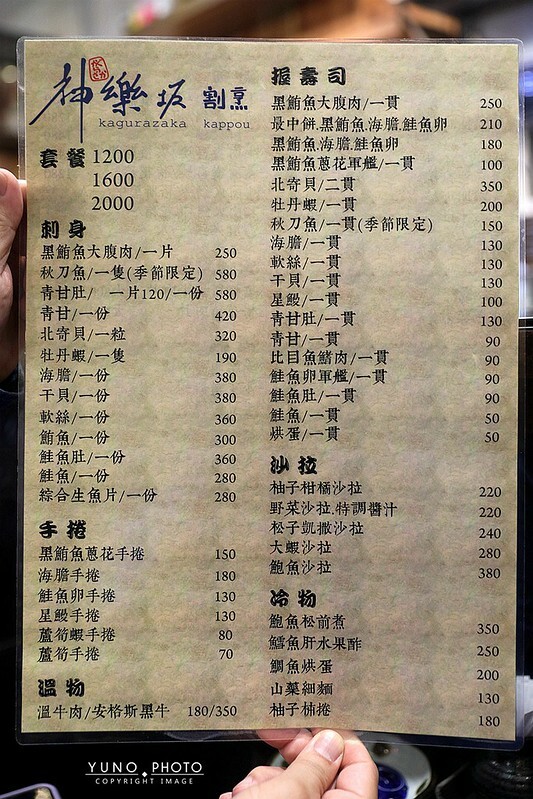 神樂坂 割烹
kagurazaka kappou
套餐 1200
1600
2000
刺身
黑鮪魚大腹肉/一片 250
秋刀魚/一隻(季節限定) 580
青甘肚/ 一片120/一份 580
青甘/一份 420
北寄貝/一粒 320
牡丹蝦/一隻 190
海膽/一份 380
干貝/一份 380
軟絲/一份 360
鮪魚/一份 300
鮭魚肚/一份 360
鮭魚/一份 280
綜合生魚片/一份 280
手捲
黑鮪魚蔥花手捲 150
海膽手捲 180
鮭魚卵手捲 130
星鰻手捲 130
蘆筍蝦手捲 80
蘆筍手捲 70
溫物
溫牛肉/安格斯黑牛 180/350
握壽司
黑鮪魚大腹肉/一貫 250
最中餅.黑鮪魚.海膽.鮭魚卵 210
黑鮪魚.海膽.鮭魚卵 180
黑鮪魚蔥花軍艦/一貫 100
北寄貝/二貫 350
牡丹蝦/一貫 200
秋刀魚/一貫(季節限定) 150
海膽/一貫 130
軟絲/一貫 130
干貝/一貫 130
星鰻/一貫 100
青甘肚/一貫 130
青甘/一貫 90
比目魚鰭肉/一貫 90
鮭魚卵軍艦/一貫 90
鮭魚肚/一貫 90
鮭魚/一貫 50
烘蛋/一貫 50
沙拉
柚子柑橘沙拉 220
野菜沙拉.特調醬汁 220
松子凱撒沙拉 240
大蝦沙拉 280
鮑魚沙拉 380
冷物
鮑魚松前煮 350
鱈魚肝水果酢 250
鯛魚烘蛋 200
山藥細麵 130
柚子柿捲 180
YUNO PHOTO
COPYRIGHT IMAGE